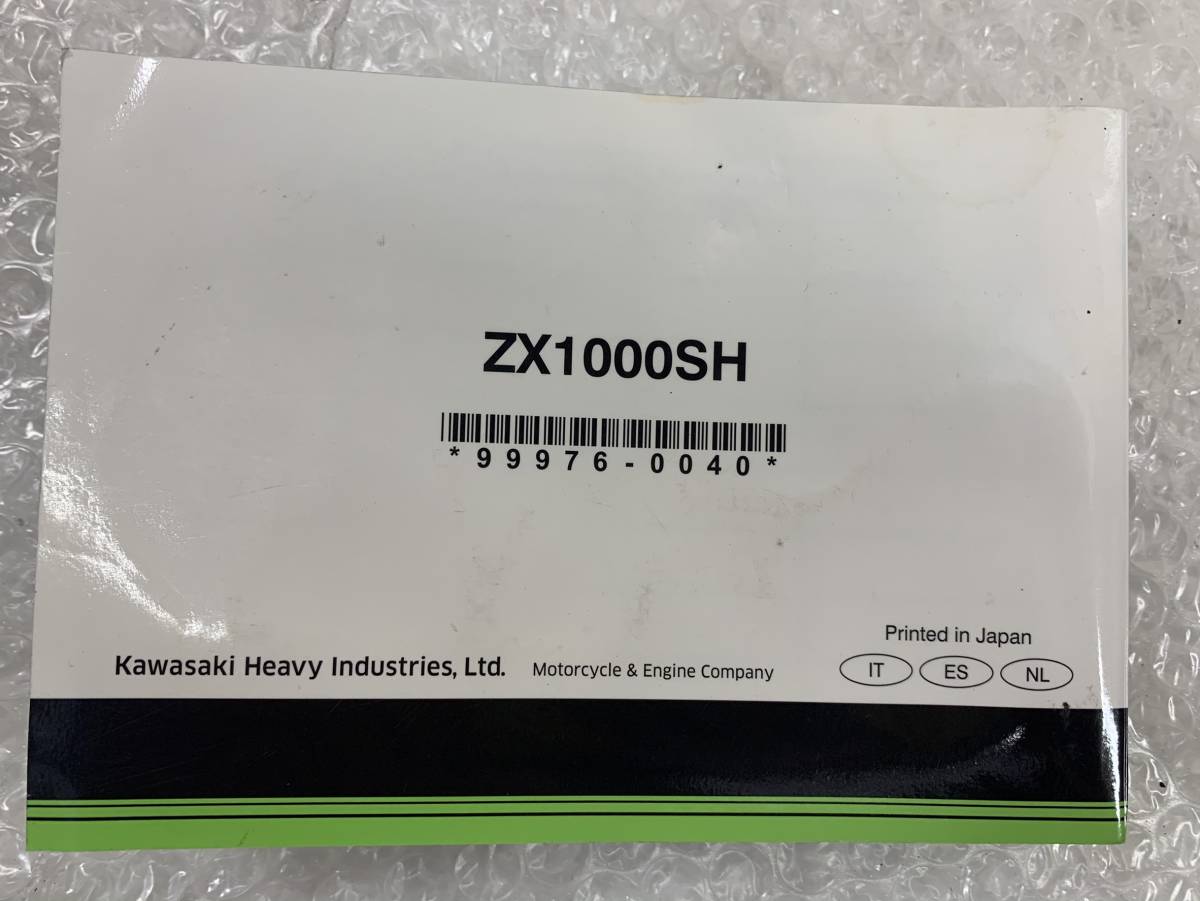 ZX1000SH
*99976-0040*
Printed in Japan
Kawasaki Heavy Industries, Ltd. Motorcycle & Engine Company IT ES NL